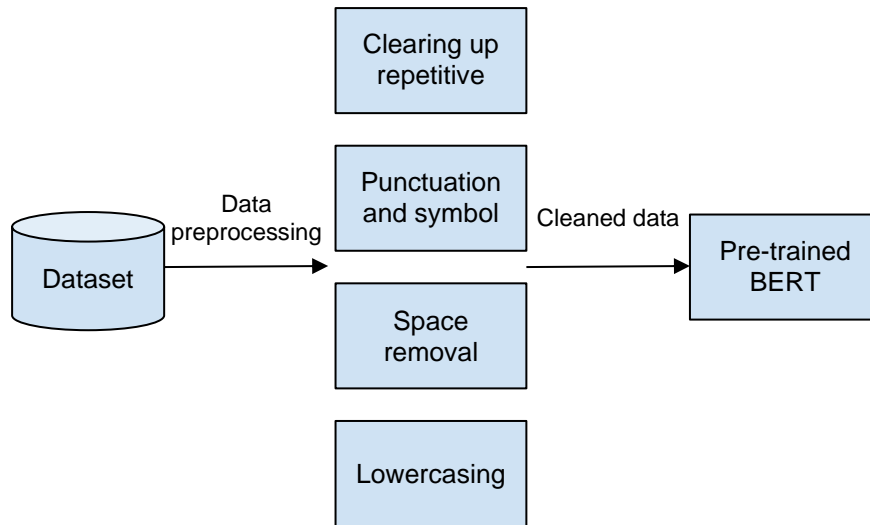 Clearing up
repetitive
Data
preprocessing
Punctuation
and symbol
Cleaned data
Dataset
Pre-trained
BERT
Space
removal
Lowercasing